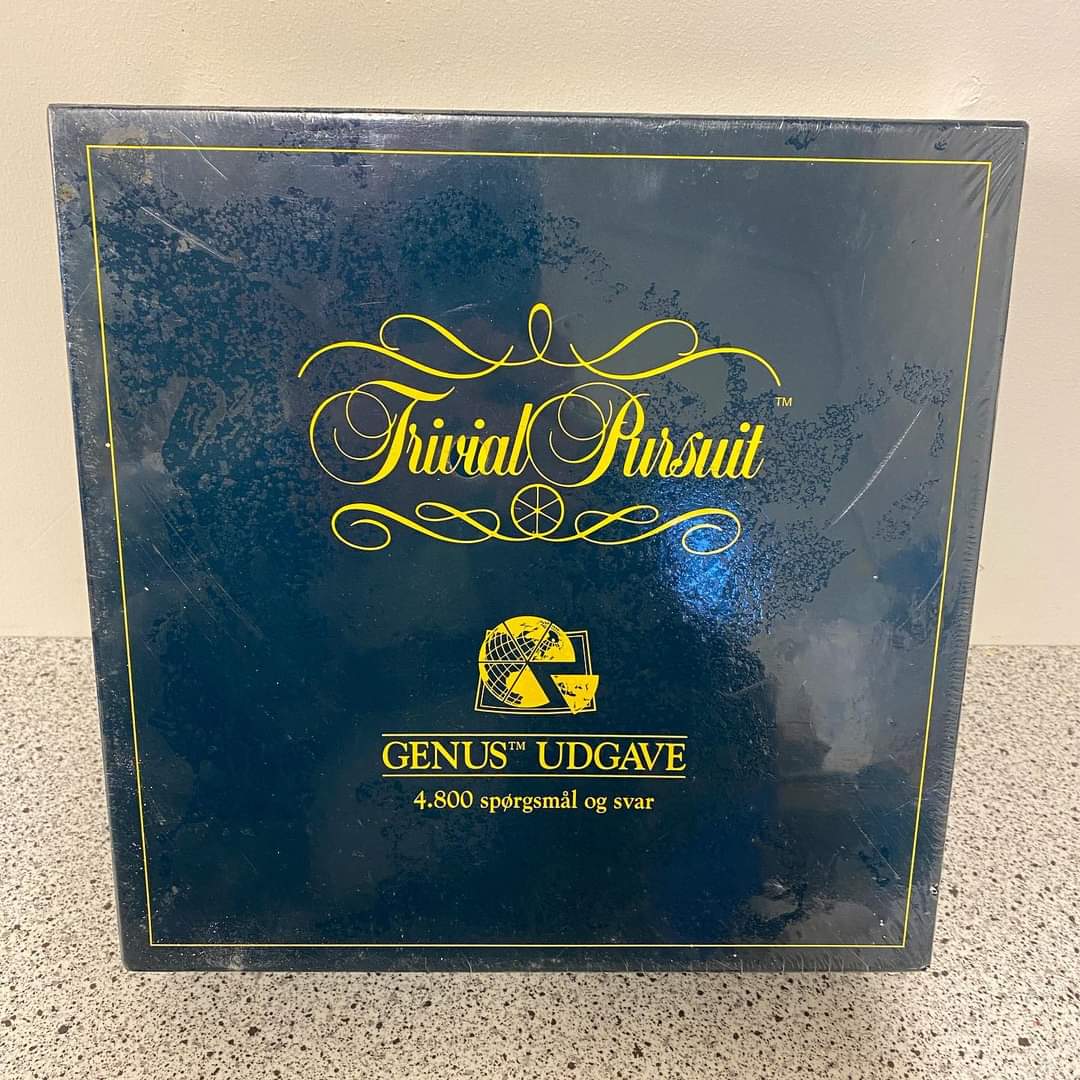 Trivial Pursuit™
GENUS™ UDGAVE
4.800 spørgsmål og svar